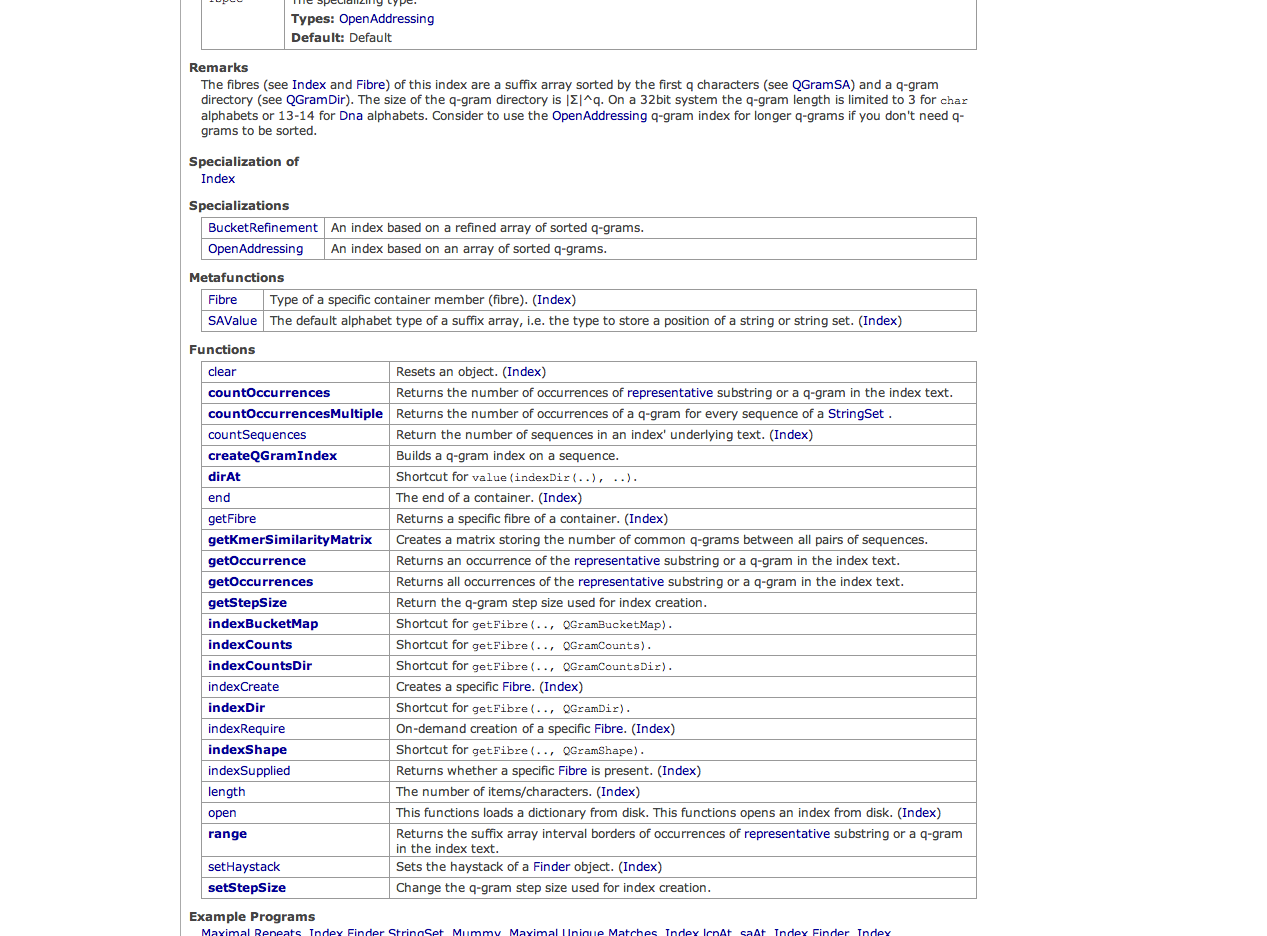 The specializing type.
Types: OpenAddressing
Default: Default
Remarks
The fibres (see Index and Fibre) of this index are a suffix array sorted by the first q characters (see QGramSA) and a q-gram
directory (see QGramDir). The size of the q-gram directory is |Σ|^q. On a 32bit system the q-gram length is limited to 3 for char
alphabets or 13-14 for Dna alphabets. Consider to use the OpenAddressing q-gram index for longer q-grams if you don't need q-
grams to be sorted.
Specialization of
Index
Specializations
BucketRefinement An index based on a refined array of sorted q-grams.
OpenAddressing An index based on an array of sorted q-grams.
Metafunctions
Fibre Type of a specific container member (fibre). (Index)
SAValue The default alphabet type of a suffix array, i.e. the type to store a position of a string or string set. (Index)
Functions
clear Resets an object. (Index)
countOccurrences Returns the number of occurrences of representative substring or a q-gram in the index text.
countOccurrencesMultiple Returns the number of occurrences of a q-gram for every sequence of a StringSet .
countSequences Return the number of sequences in an index' underlying text. (Index)
createQGramIndex Builds a q-gram index on a sequence.
dirAt Shortcut for value(indexDir(..), ..).
end The end of a container. (Index)
getFibre Returns a specific fibre of a container. (Index)
getKmerSimilarityMatrix Creates a matrix storing the number of common q-grams between all pairs of sequences.
getOccurrence Returns an occurrence of the representative substring or a q-gram in the index text.
getOccurrences Returns all occurrences of the representative substring or a q-gram in the index text.
getStepSize Return the q-gram step size used for index creation.
indexBucketMap Shortcut for getFibre(.., QGramBucketMap).
indexCounts Shortcut for getFibre(.., QGramCounts).
indexCountsDir Shortcut for getFibre(.., QGramCountsDir).
indexCreate Creates a specific Fibre. (Index)
indexDir Shortcut for getFibre(.., QGramDir).
indexRequire On-demand creation of a specific Fibre. (Index)
indexShape Shortcut for getFibre(.., QGramShape).
indexSupplied Returns whether a specific Fibre is present. (Index)
length The number of items/characters. (Index)
open This functions loads a dictionary from disk. This functions opens an index from disk. (Index)
range Returns the suffix array interval borders of occurrences of representative substring or a q-gram
in the index text.
setHaystack Sets the haystack of a Finder object. (Index)
setStepSize Change the q-gram step size used for index creation.
Example Programs
Maximal Repeats, Index Finder StringSet, Mummy, Maximal Unique Matches, Index lcpAt, saAt, Index Finder, Index